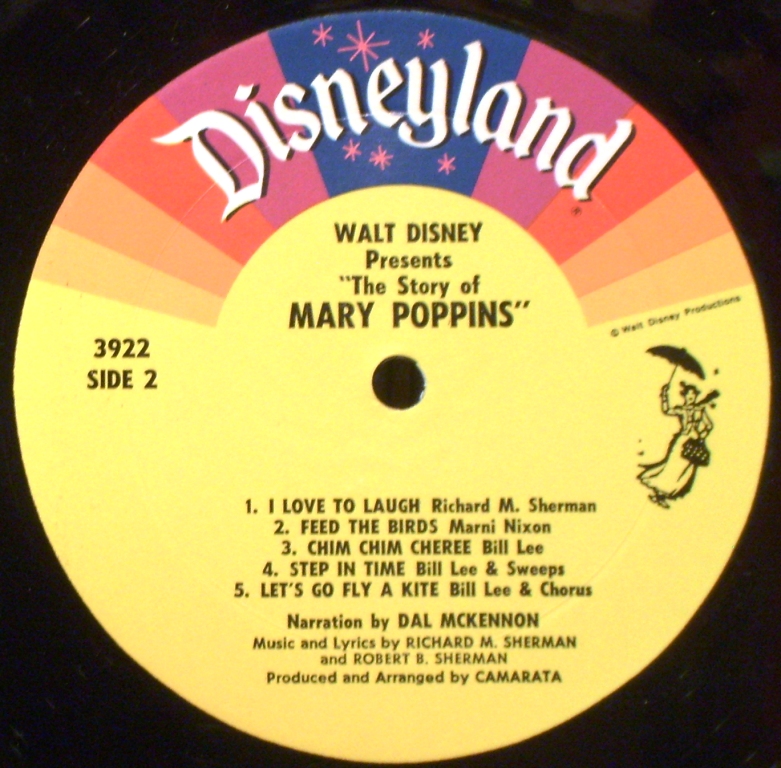 Disneyland
®
WALT DISNEY
Presents
"The Story of
MARY POPPINS"
© Walt Disney Productions
3922
SIDE 2
1. I LOVE TO LAUGH Richard M. Sherman
2. FEED THE BIRDS Marni Nixon
3. CHIM CHIM CHEREE Bill Lee
4. STEP IN TIME Bill Lee & Sweeps
5. LET'S GO FLY A KITE Bill Lee & Chorus
Narration by DAL MCKENNON
Music and Lyrics by RICHARD M. SHERMAN
and ROBERT B. SHERMAN
Produced and Arranged by CAMARATA